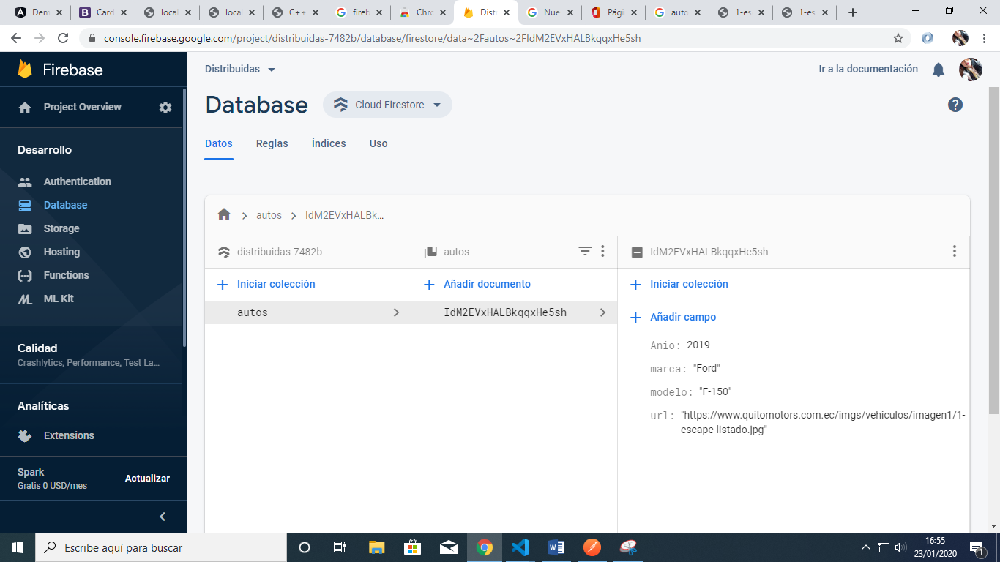 Dem
Card
local
local
C++
fireb
Chro
Dist
Nue
Pági
auto
1-es
1-es
console.firebase.google.com/project/distribuidas-7482b/database/firestore/data~2Fautos~2FIdM2EVxHALBkqqxHe5sh
Firebase
Distribuidas
Ir a la documentación
Project Overview
Database
Cloud Firestore
Datos Reglas Índices Uso
Desarrollo
Authentication
Database
Storage
Hosting
Functions
ML Kit
Calidad
Crashlytics, Performance, Test La...
Analíticas
Extensions
Spark
Gratis 0 USD/mes
Actualizar
autos
IdM2EVxHALBk...
distribuidas-7482b
autos
IdM2EVxHALBkqqxHe5sh
Iniciar colección
Añadir documento
Iniciar colección
autos
IdM2EVxHALBkqqxHe5sh
Añadir campo
Anio: 2019
marca: "Ford"
modelo: "F-150"
url: "https://www.quitomotors.com.ec/imgs/vehiculos/imagen1/1-
escape-listado.jpg"
Escribe aquí para buscar
16:55
23/01/2020
1